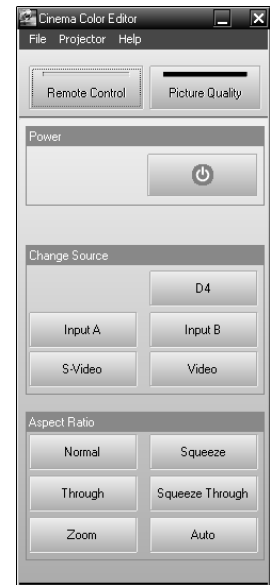 Cinema Color Editor
File Projector Help
Remote Control Picture Quality
Power
Change Source
D4
Input A Input B
S-Video Video
Aspect Ratio
Normal Squeeze
Through Squeeze Through
Zoom Auto